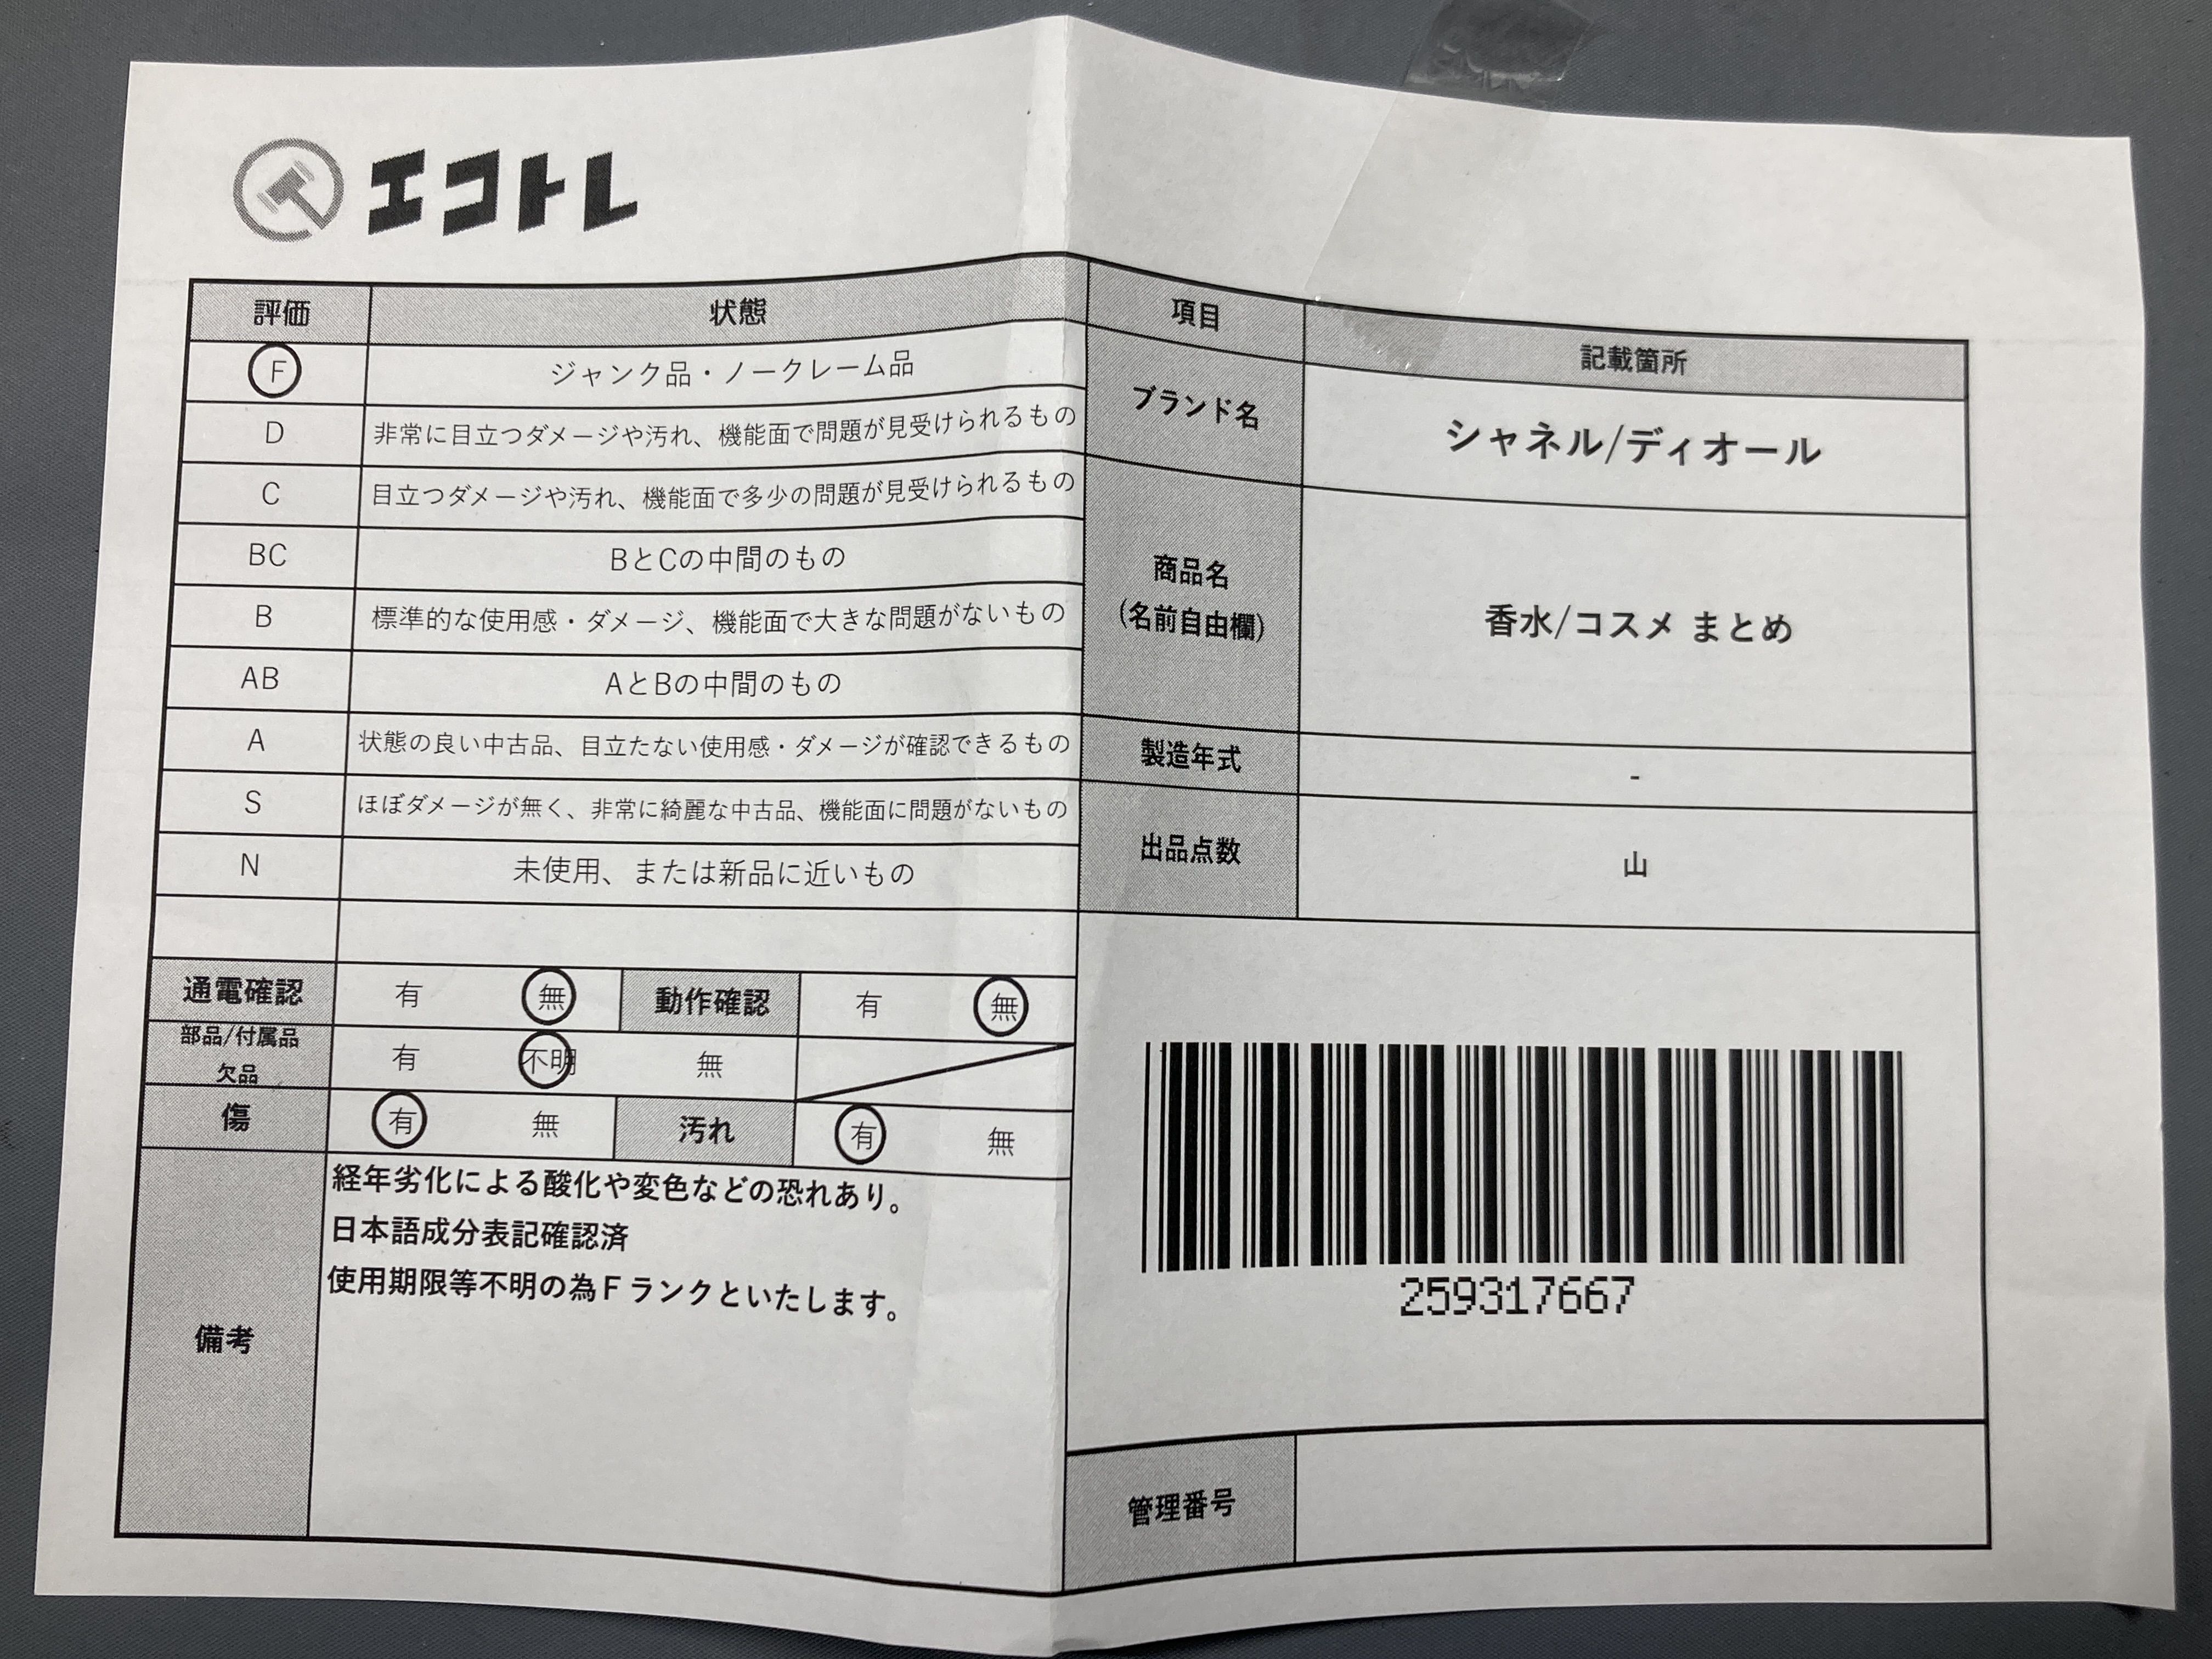 エコトレ
評価 状態
F ジャンク品・ノークレーム品
D 非常に目立つダメージや汚れ、機能面で問題が見受けられるもの
C 目立つダメージや汚れ、機能面で多少の問題が見受けられるもの
BC BとCの中間のもの
B 標準的な使用感・ダメージ、機能面で大きな問題がないもの
AB AとBの中間のもの
A 状態の良い中古品、目立たない使用感・ダメージが確認できるもの
S ほぼダメージが無く、非常に綺麗な中古品、機能面に問題がないもの
N 未使用、または新品に近いもの
通電確認 有 無 動作確認 有 無
部品/付属品
欠品 有 不明 無
傷 有 無 汚れ 有 無
備考
経年劣化による酸化や変色などの恐れあり。
日本語成分表記確認済
使用期限等不明の為Fランクといたします。
項目 記載箇所
ブランド名 シャネル/ディオール
商品名
(名前自由欄)
香水/コスメ まとめ
製造年式 -
出品点数 山
259317667
管理番号